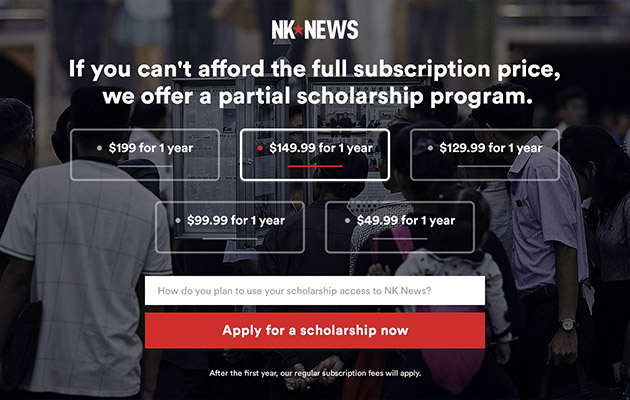 NK★NEWS
If you can't afford the full subscription price,
we offer a partial scholarship program.
$199 for 1 year
$149.99 for 1 year
$129.99 for 1 year
$99.99 for 1 year
$49.99 for 1 year
How do you plan to use your scholarship access to NK News?
Apply for a scholarship now
After the first year, our regular subscription fees will apply.